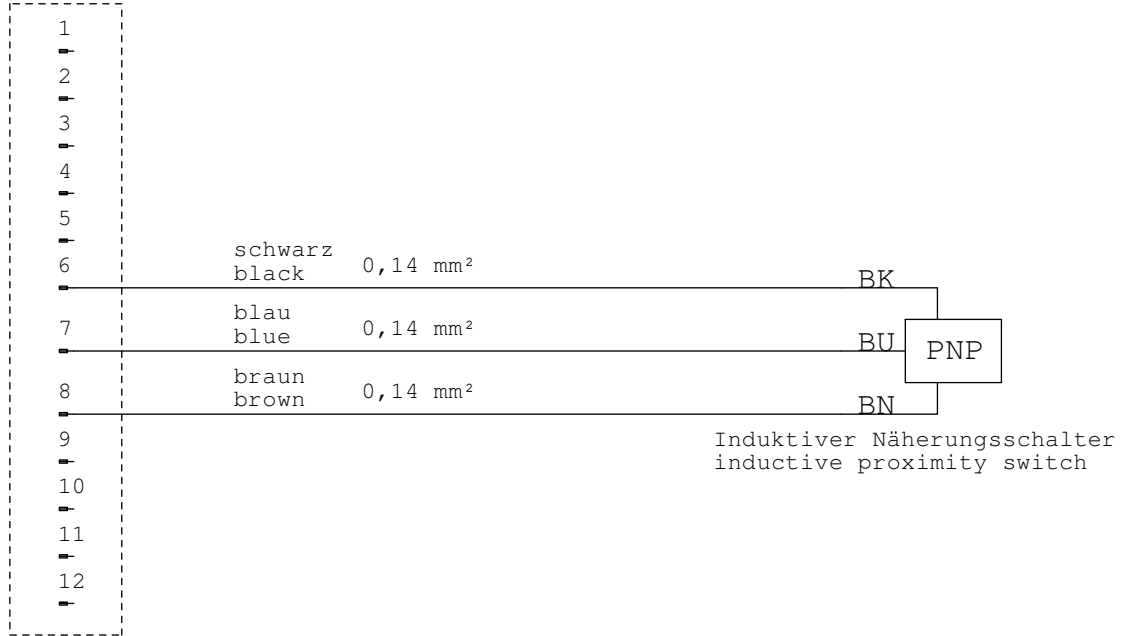 1
2
3
4
5
6
schwarz
black
0,14 mm²
BK
7
blau
blue
0,14 mm²
BU
PNP
8
braun
brown
0,14 mm²
BN
9
Induktiver Näherungsschalter
inductive proximity switch
10
11
12